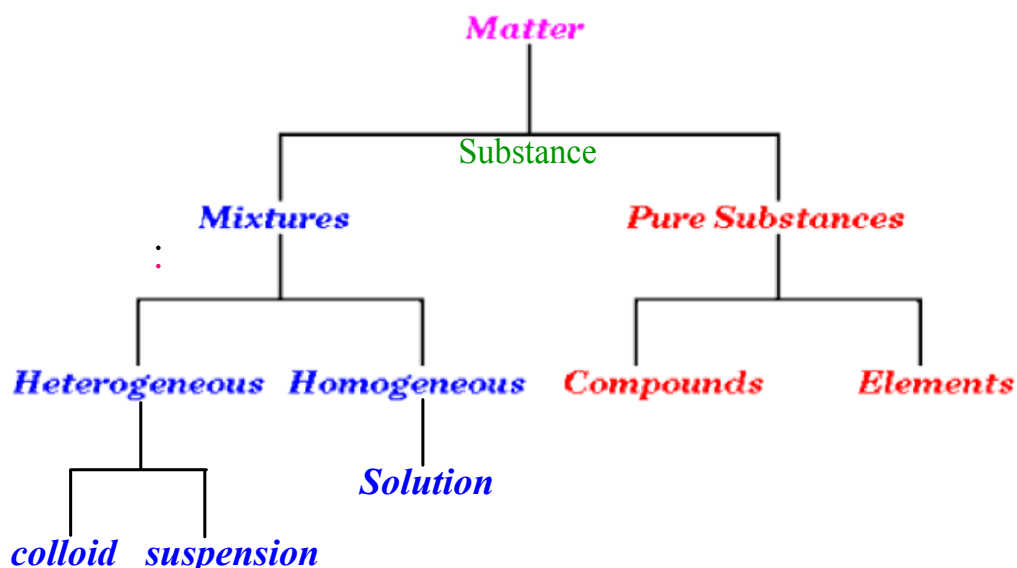 Matter
Substance
Mixtures Pure Substances
:
Heterogeneous Homogeneous Compounds Elements
Solution
colloid suspension